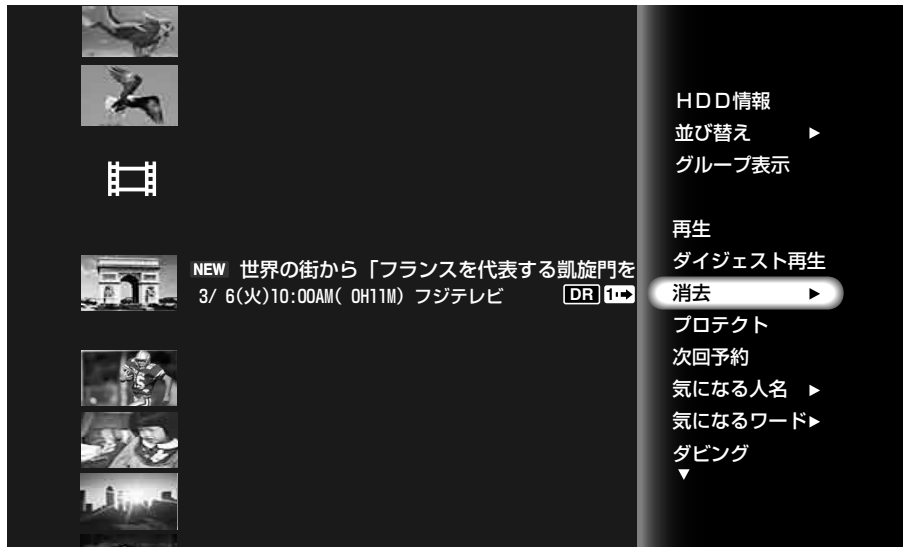 NEW 世界の街から「フランスを代表する凱旋門を
3/ 6(火)10:00AM( 0H11M) フジテレビ DR 1
HDD情報
並び替え ▶
グループ表示
再生
ダイジェスト再生
消去 ▶
プロテクト
次回予約
気になる人名 ▶
気になるワード▶
ダビング
▼